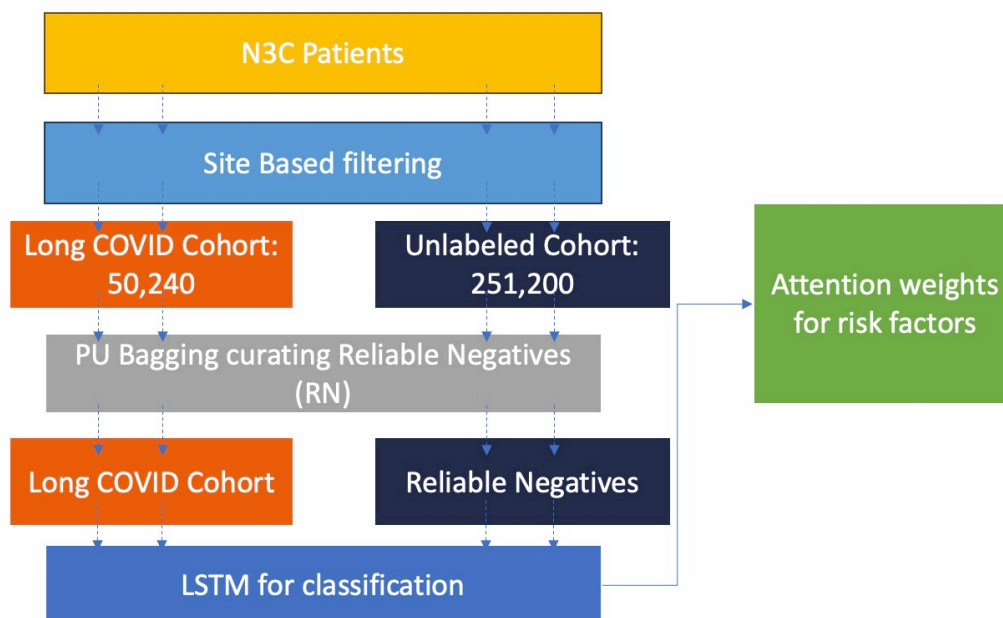 N3C Patients
Site Based filtering
Long COVID Cohort:
50,240
Unlabeled Cohort:
251,200
Attention weights
for risk factors
PU Bagging curating Reliable Negatives
(RN)
Long COVID Cohort
Reliable Negatives
LSTM for classification